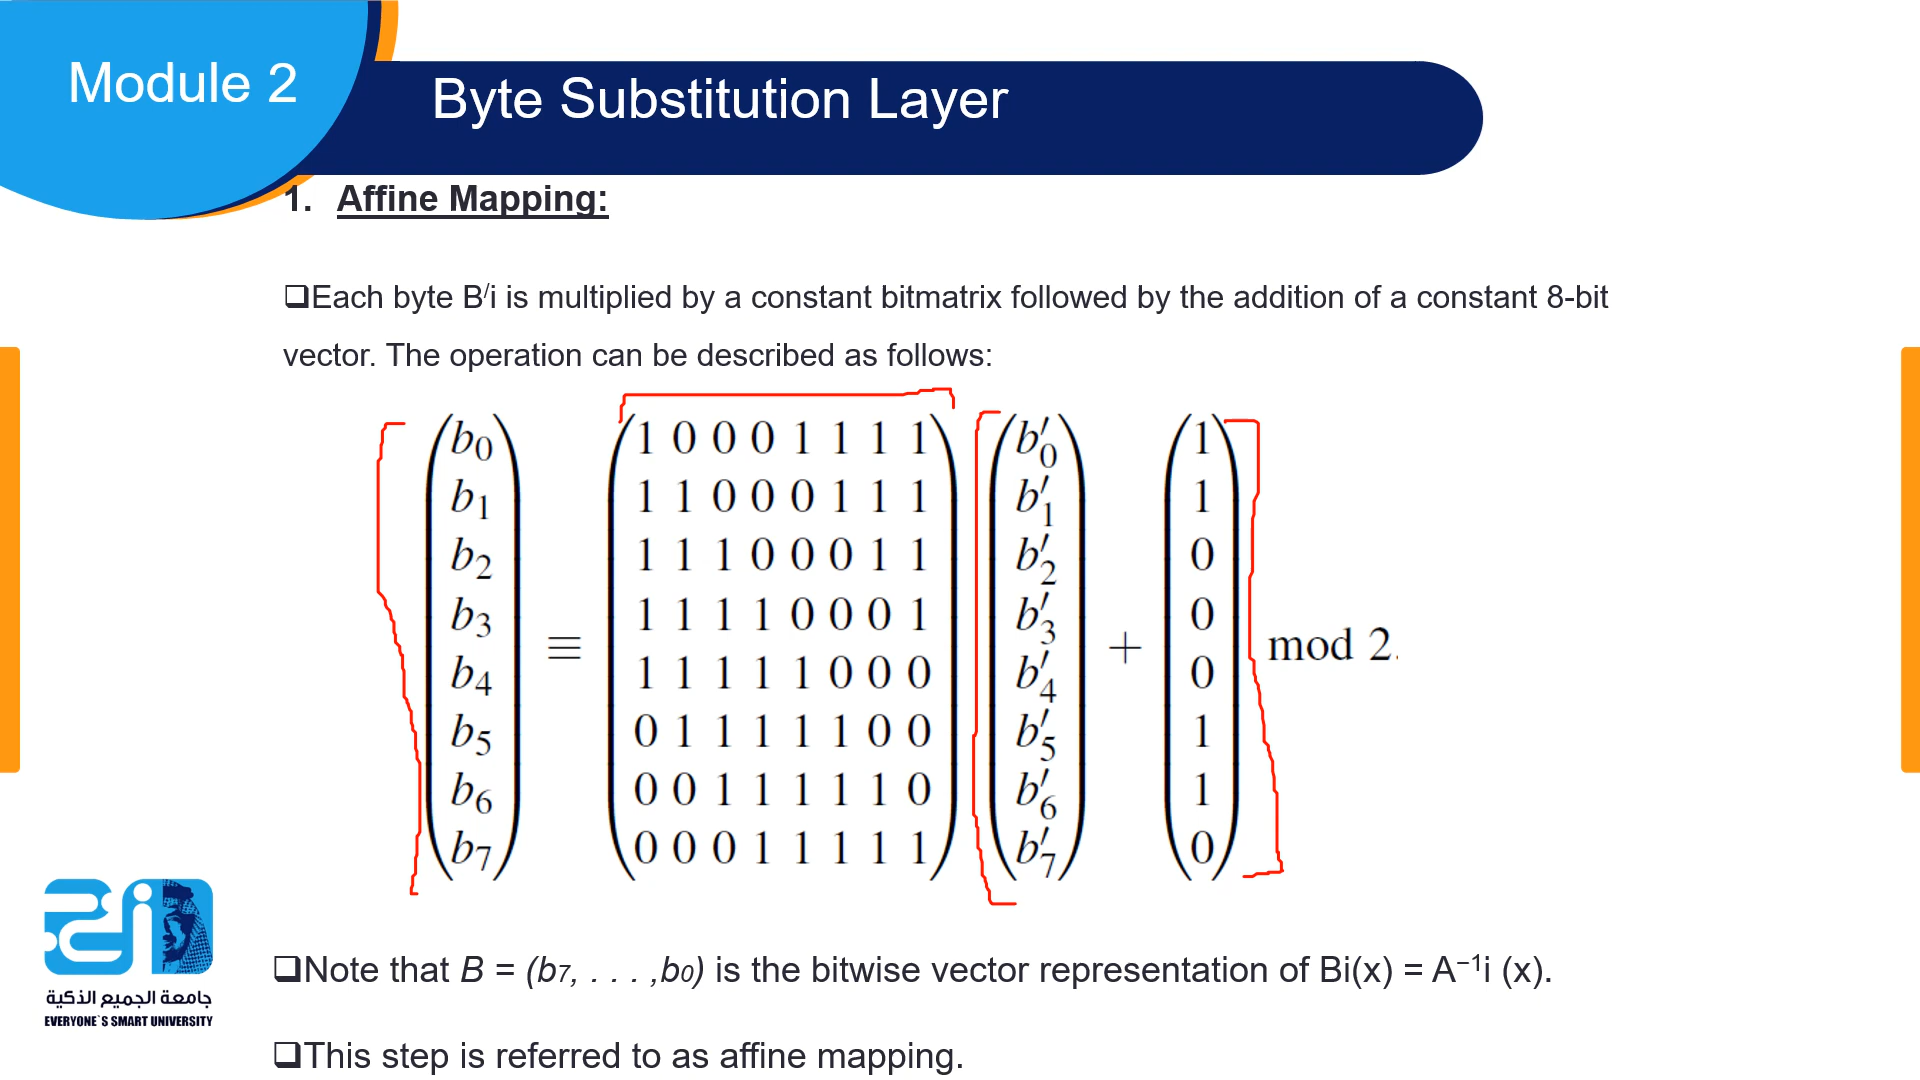 Module 2
Byte Substitution Layer
1. Affine Mapping:
❑Each byte B/i is multiplied by a constant bitmatrix followed by the addition of a constant 8-bit
vector. The operation can be described as follows:
b0 1 0 0 0 1 1 1 1 b′0 1
b1 1 1 0 0 0 1 1 1 b′1 1
b2 1 1 1 0 0 0 1 1 b′2 0
b3 1 1 1 1 0 0 0 1 b′3 0
≡ + mod 2.
b4 1 1 1 1 1 0 0 0 b′4 0
b5 0 1 1 1 1 1 0 0 b′5 1
b6 0 0 1 1 1 1 1 0 b′6 1
b7 0 0 0 1 1 1 1 1 b′7 0
❑Note that B = (b7, . . . ,b0) is the bitwise vector representation of Bi(x) = A−1i (x).
جامعة الجميع الذكية
EVERYONE`S SMART UNIVERSITY
❑This step is referred to as affine mapping.